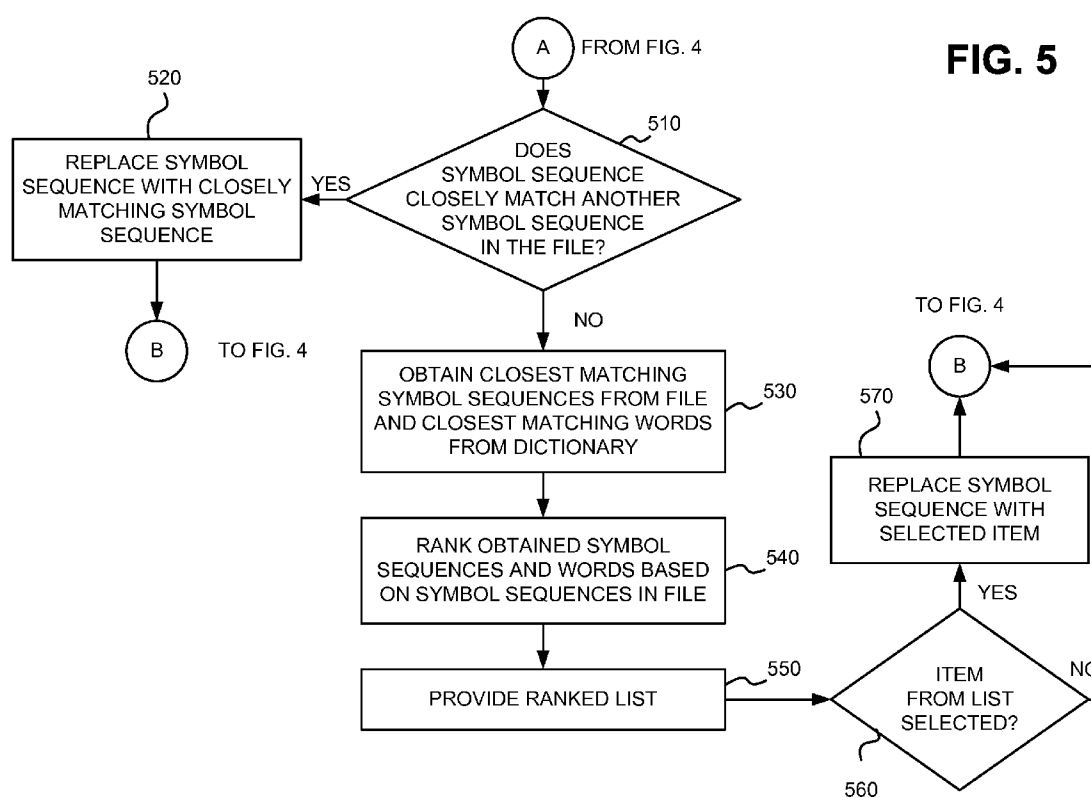 FIG. 5
A
FROM FIG. 4
510
DOES
SYMBOL SEQUENCE
CLOSELY MATCH ANOTHER
SYMBOL SEQUENCE
IN THE FILE?
YES
520
REPLACE SYMBOL
SEQUENCE WITH CLOSELY
MATCHING SYMBOL
SEQUENCE
B
TO FIG. 4
NO
OBTAIN CLOSEST MATCHING
SYMBOL SEQUENCES FROM FILE
AND CLOSEST MATCHING WORDS
FROM DICTIONARY
530
RANK OBTAINED SYMBOL
SEQUENCES AND WORDS BASED
ON SYMBOL SEQUENCES IN FILE
540
PROVIDE RANKED LIST
550
ITEM
FROM LIST
SELECTED?
560
NO
YES
570
REPLACE SYMBOL
SEQUENCE WITH
SELECTED ITEM
B
TO FIG. 4